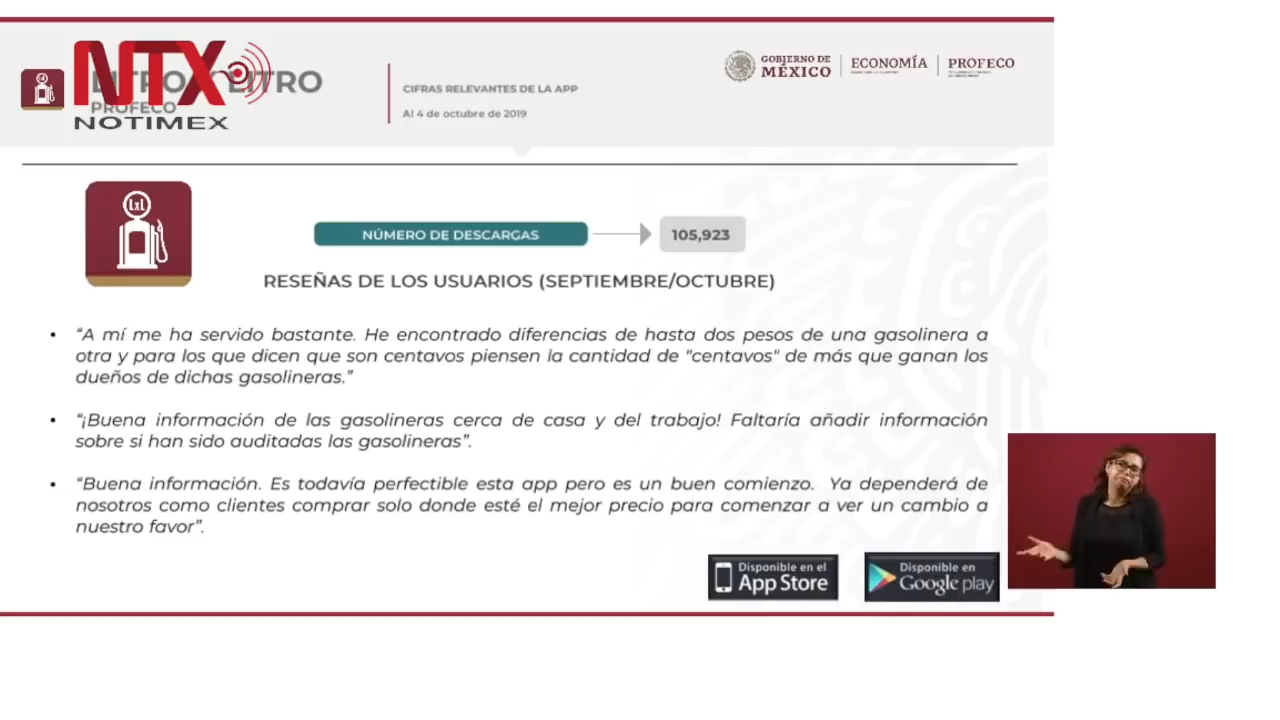 NTX
NOTIMEX
PROFECO
CIFRAS RELEVANTES DE LA APP
Al 4 de octubre de 2019
GOBIERNO DE
MÉXICO
ECONOMÍA
PROFECO
LxL
NÚMERO DE DESCARGAS
105,923
RESEÑAS DE LOS USUARIOS (SEPTIEMBRE/OCTUBRE)
• “A mí me ha servido bastante. He encontrado diferencias de hasta dos pesos de una gasolinera a
otra y para los que dicen que son centavos piensen la cantidad de "centavos" de más que ganan los
dueños de dichas gasolineras.”
• “¡Buena información de las gasolineras cerca de casa y del trabajo! Faltaría añadir información
sobre si han sido auditadas las gasolineras”.
• “Buena información. Es todavía perfectible esta app pero es un buen comienzo. Ya dependerá de
nosotros como clientes comprar solo donde esté el mejor precio para comenzar a ver un cambio a
nuestro favor”.
Disponible en el
App Store
Disponible en
Google play